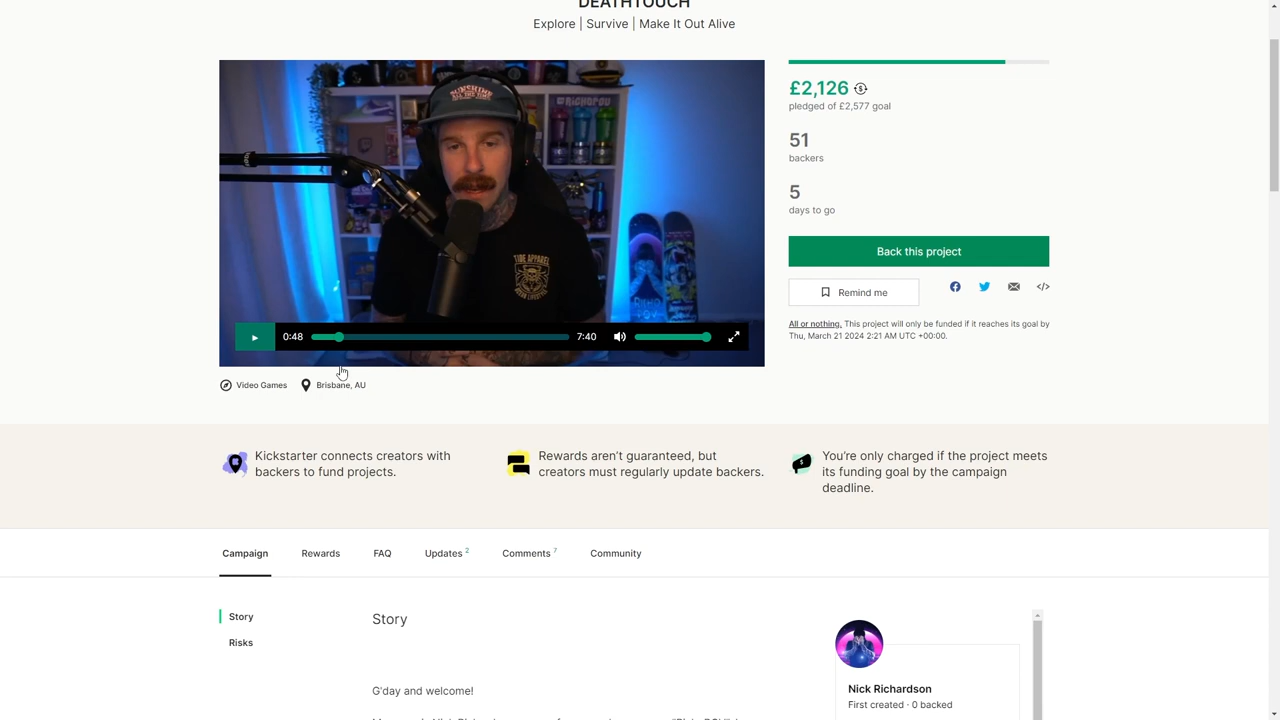 DEATHTOUCH
Explore | Survive | Make It Out Alive
SUNSHINE
RICHOPOV
TIDE APPAREL
£2,126
pledged of £2,577 goal
51
backers
5
days to go
Back this project
Remind me
All or nothing. This project will only be funded if it reaches its goal by
Thu, March 21 2024 2:21 AM UTC +00:00.
0:48
7:40
Video Games
Brisbane, AU
Kickstarter connects creators with
backers to fund projects.
Rewards aren't guaranteed, but
creators must regularly update backers.
You're only charged if the project meets
its funding goal by the campaign
deadline.
Campaign
Rewards
FAQ
Updates 2
Comments 7
Community
Story
Risks
Story
G'day and welcome!
Nick Richardson
First created · 0 backed